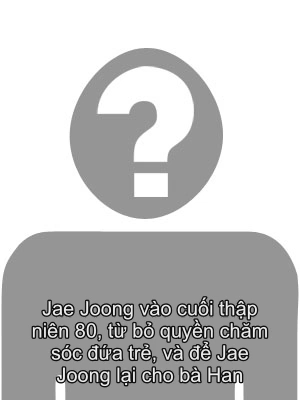 ?
Jae Joong vào cuối thập
niên 80, từ bỏ quyền chăm
sóc đứa trẻ, và để Jae
Joong lại cho bà Han